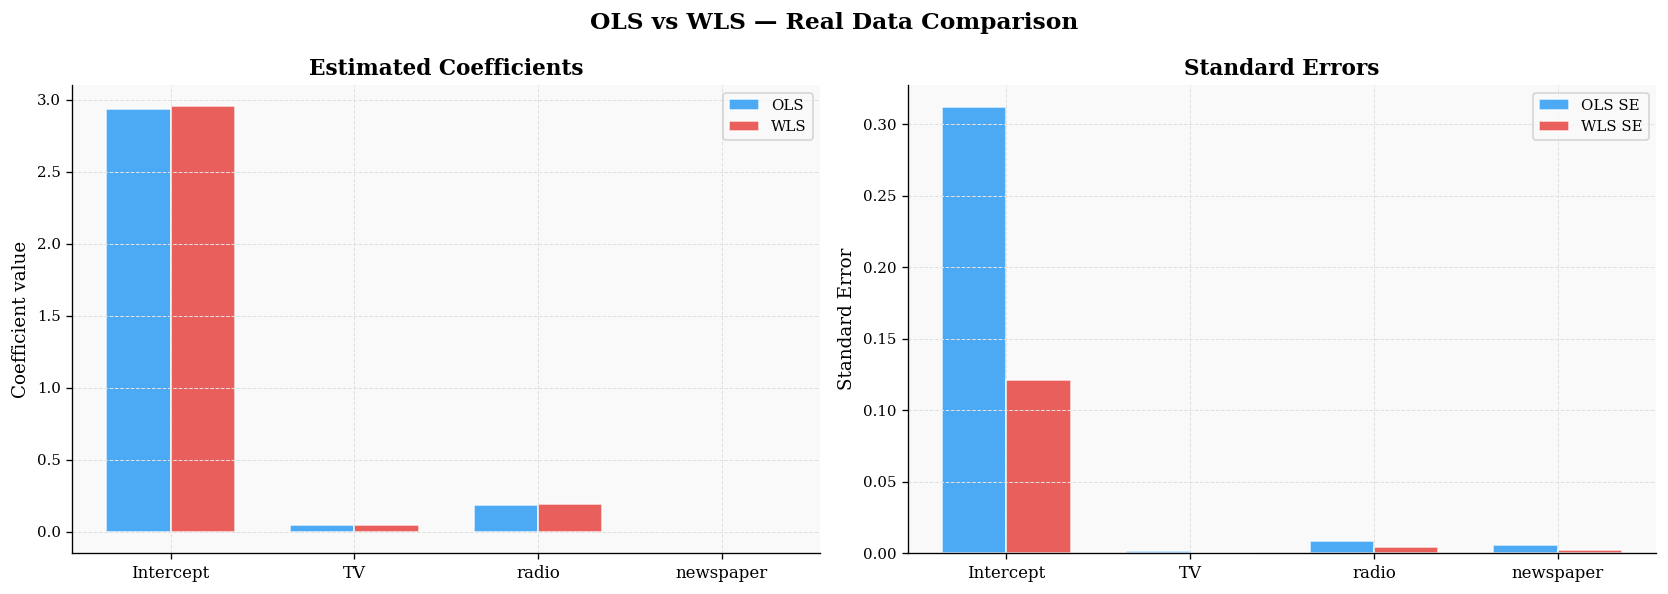 OLS vs WLS — Real Data Comparison
Estimated Coefficients
Coefficient value
3.0
2.5
2.0
1.5
1.0
0.5
0.0
OLS
WLS
Intercept TV radio newspaper
Standard Errors
Standard Error
0.30
0.25
0.20
0.15
0.10
0.05
0.00
OLS SE
WLS SE
Intercept TV radio newspaper